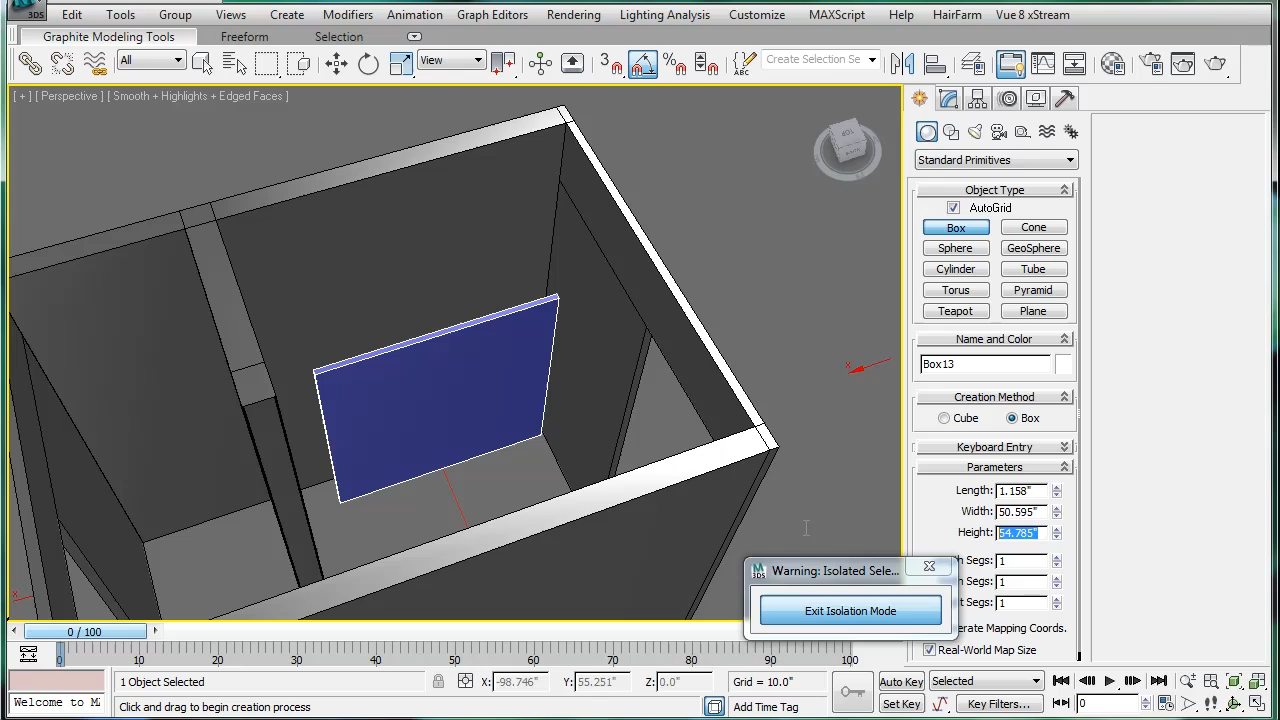 Edit Tools Group Views Create Modifiers Animation Graph Editors Rendering Lighting Analysis Customize MAXScript Help HairFarm Vue 8 xStream
3DS
Graphite Modeling Tools Freeform Selection
All View 3 ABC Create Selection Se
[ + ] [ Perspective ] [ Smooth + Highlights + Edged Faces ]
TOP
Standard Primitives
Object Type
AutoGrid
Box Cone
Sphere GeoSphere
Cylinder Tube
Torus Pyramid
Teapot Plane
Name and Color
Box13
Creation Method
Cube Box
Keyboard Entry
Parameters
Length: 1.158"
Width: 50.595"
Height: 54.785"
h Segs: 1
h Segs: 1
t Segs: 1
erate Mapping Coords.
Real-World Map Size
x
x
3DS Warning: Isolated Sele...
Exit Isolation Mode
0 / 100
0 10 20 30 40 50 60 70 80 90 100
1 Object Selected X: -98.746" Y: 55.251" Z: 0.0" Grid = 10.0" Auto Key Selected
Welcome to M Click and drag to begin creation process Add Time Tag Set Key Key Filters... 0